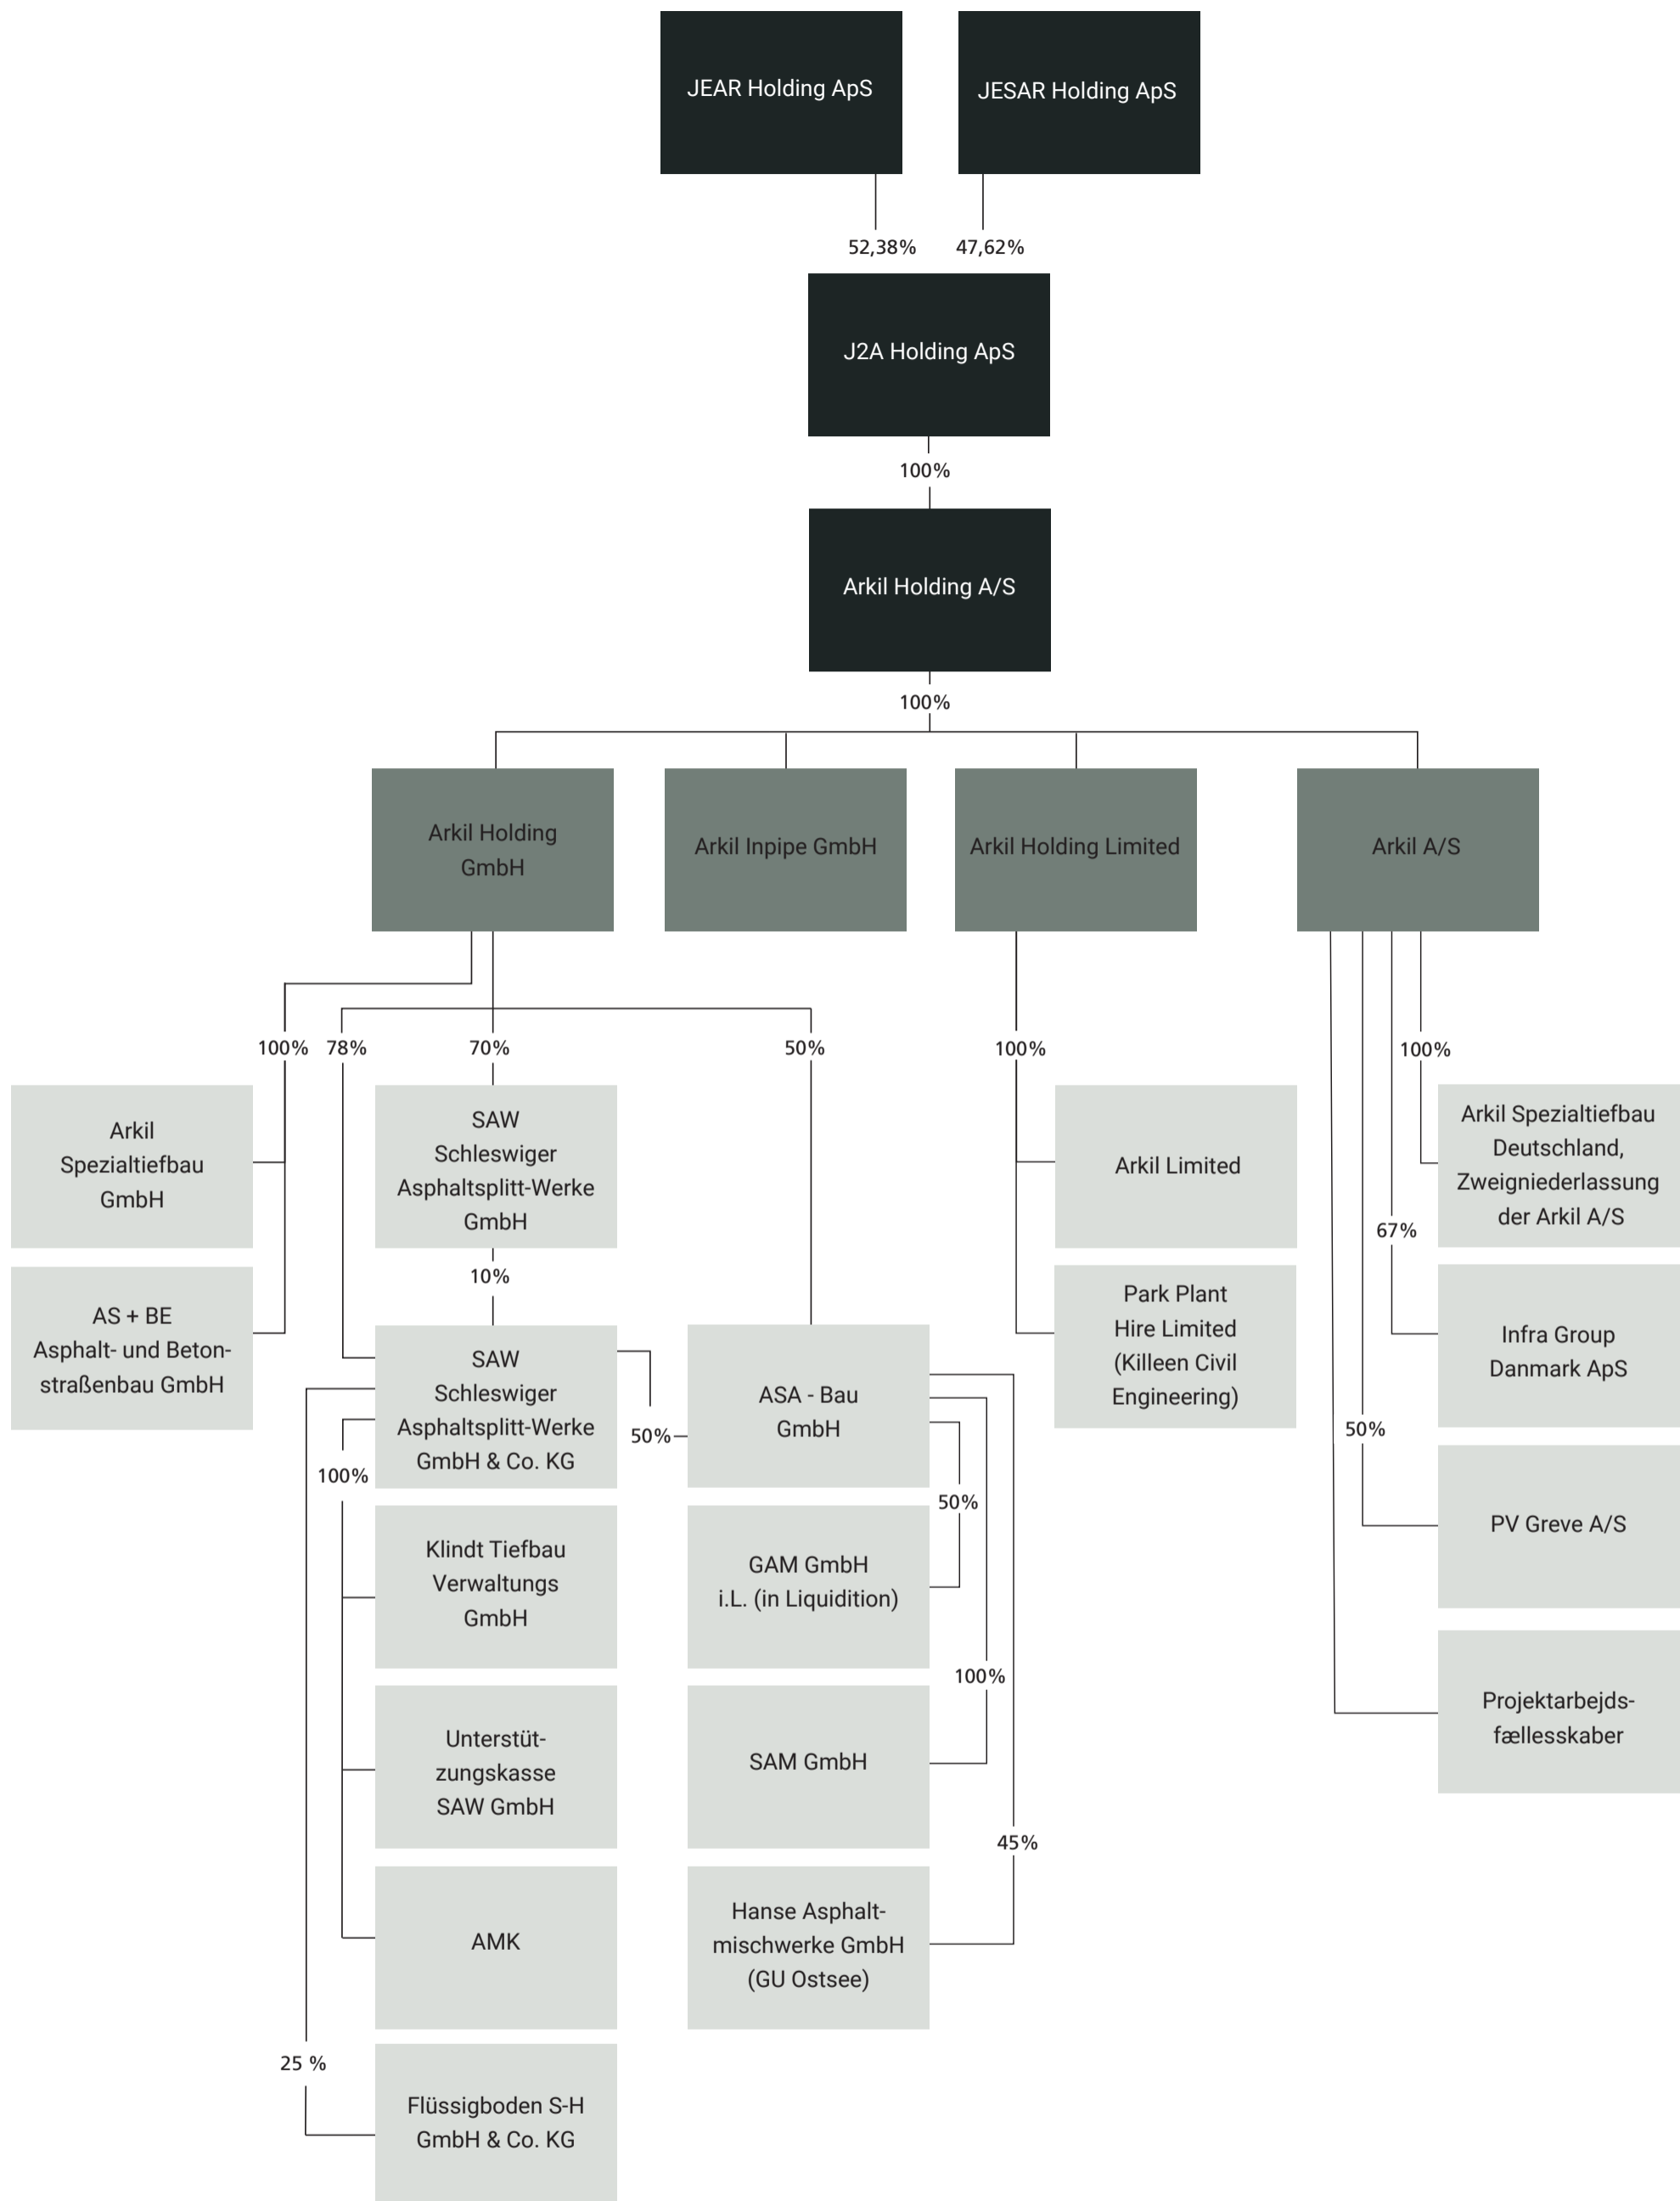 JEAR Holding ApS
JESAR Holding ApS
52,38%
47,62%
J2A Holding ApS
100%
Arkil Holding A/S
100%
Arkil Holding
GmbH
Arkil Inpipe GmbH
Arkil Holding Limited
Arkil A/S
100%
78%
70%
50%
100%
100%
Arkil
Spezialtiefbau
GmbH
SAW
Schleswiger
Asphaltsplitt-Werke
GmbH
Arkil Limited
Arkil Spezialtiefbau
Deutschland,
Zweigniederlassung
der Arkil A/S
67%
10%
AS + BE
Asphalt- und Beton-
straßenbau GmbH
SAW
Schleswiger
Asphaltsplitt-Werke
GmbH & Co. KG
50%
ASA - Bau
GmbH
Park Plant
Hire Limited
(Killeen Civil
Engineering)
Infra Group
Danmark ApS
50%
100%
50%
Klindt Tiefbau
Verwaltungs
GmbH
GAM GmbH
i.L. (in Liquidition)
PV Greve A/S
100%
Unterstüt-
zungskasse
SAW GmbH
SAM GmbH
Projektarbejds-
fællesskaber
45%
AMK
Hanse Asphalt-
mischwerke GmbH
(GU Ostsee)
25 %
Flüssigboden S-H
GmbH & Co. KG